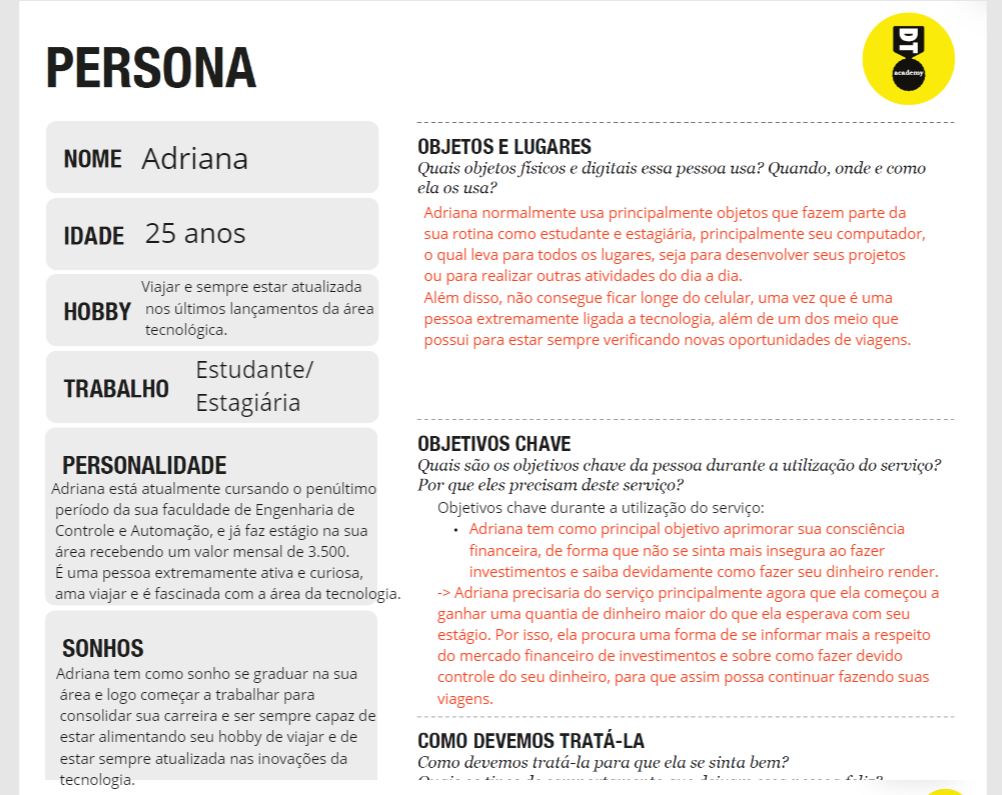 PERSONA
DT
academy
NOME Adriana
IDADE 25 anos
HOBBY
Viajar e sempre estar atualizada
nos últimos lançamentos da área
tecnológica.
TRABALHO
Estudante/
Estagiária
PERSONALIDADE
Adriana está atualmente cursando o penúltimo
período da sua faculdade de Engenharia de
Controle e Automação, e já faz estágio na sua
área recebendo um valor mensal de 3.500.
É uma pessoa extremamente ativa e curiosa,
ama viajar e é fascinada com a área da tecnologia.
SONHOS
Adriana tem como sonho se graduar na sua
área e logo começar a trabalhar para
consolidar sua carreira e ser sempre capaz de
estar alimentando seu hobby de viajar e de
estar sempre atualizada nas inovações da
tecnologia.
OBJETOS E LUGARES
Quais objetos físicos e digitais essa pessoa usa? Quando, onde e como
ela os usa?
Adriana normalmente usa principalmente objetos que fazem parte da
sua rotina como estudante e estagiária, principalmente seu computador,
o qual leva para todos os lugares, seja para desenvolver seus projetos
ou para realizar outras atividades do dia a dia.
Além disso, não consegue ficar longe do celular, uma vez que é uma
pessoa extremamente ligada a tecnologia, além de um dos meio que
possui para estar sempre verificando novas oportunidades de viagens.
OBJETIVOS CHAVE
Quais são os objetivos chave da pessoa durante a utilização do serviço?
Por que eles precisam deste serviço?
Objetivos chave durante a utilização do serviço:
• Adriana tem como principal objetivo aprimorar sua consciência
financeira, de forma que não se sinta mais insegura ao fazer
investimentos e saiba devidamente como fazer seu dinheiro render.
-> Adriana precisaria do serviço principalmente agora que ela começou a
ganhar uma quantia de dinheiro maior do que ela esperava com seu
estágio. Por isso, ela procura uma forma de se informar mais a respeito
do mercado financeiro de investimentos e sobre como fazer devido
controle do seu dinheiro, para que assim possa continuar fazendo suas
viagens.
COMO DEVEMOS TRATÁ-LA
Como devemos tratá-la para que ela se sinta bem?
Quais os tipos de comportamento que deixam essa pessoa feliz?